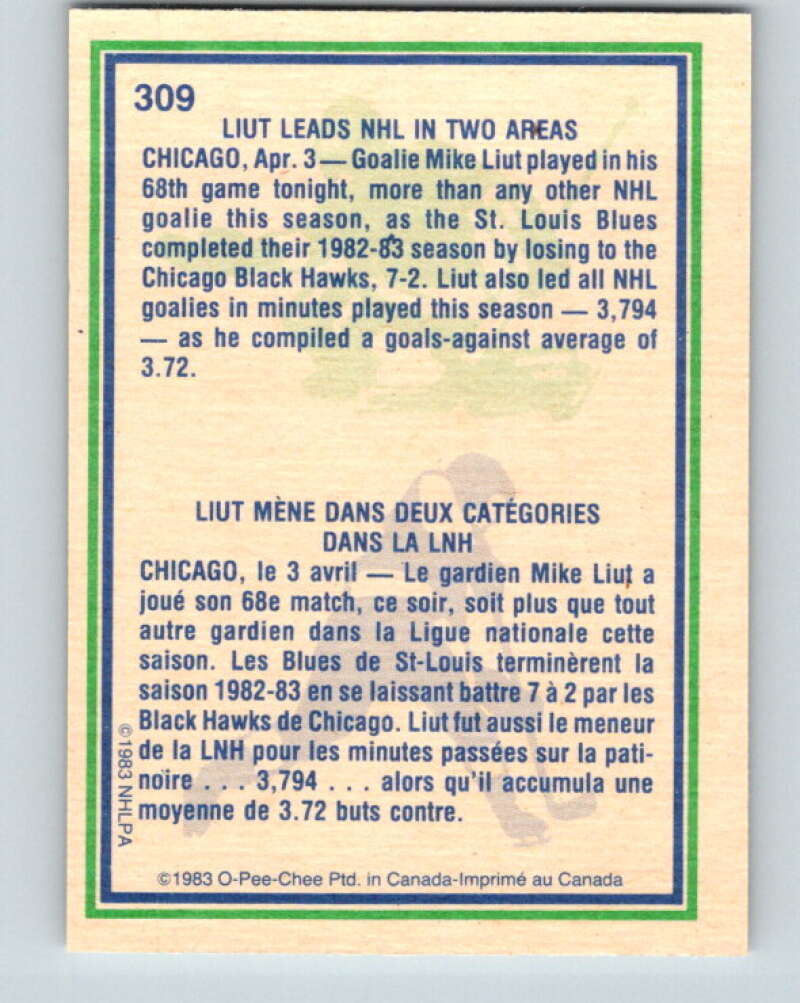 309
LIUT LEADS NHL IN TWO AREAS
CHICAGO, Apr. 3 — Goalie Mike Liut played in his
68th game tonight, more than any other NHL
goalie this season, as the St. Louis Blues
completed their 1982-83 season by losing to the
Chicago Black Hawks, 7-2. Liut also led all NHL
goalies in minutes played this season — 3,794
— as he compiled a goals-against average of
3.72.
LIUT MÈNE DANS DEUX CATÉGORIES
DANS LA LNH
CHICAGO, le 3 avril — Le gardien Mike Liut a
joué son 68e match, ce soir, soit plus que tout
autre gardien dans la Ligue nationale cette
saison. Les Blues de St-Louis terminèrent la
saison 1982-83 en se laissant battre 7 à 2 par les
Black Hawks de Chicago. Liut fut aussi le meneur
de la LNH pour les minutes passées sur la pati-
noire . . . 3,794 . . . alors qu'il accumula une
moyenne de 3.72 buts contre.
©1983 NHLPA
©1983 O-Pee-Chee Ptd. in Canada-Imprimé au Canada